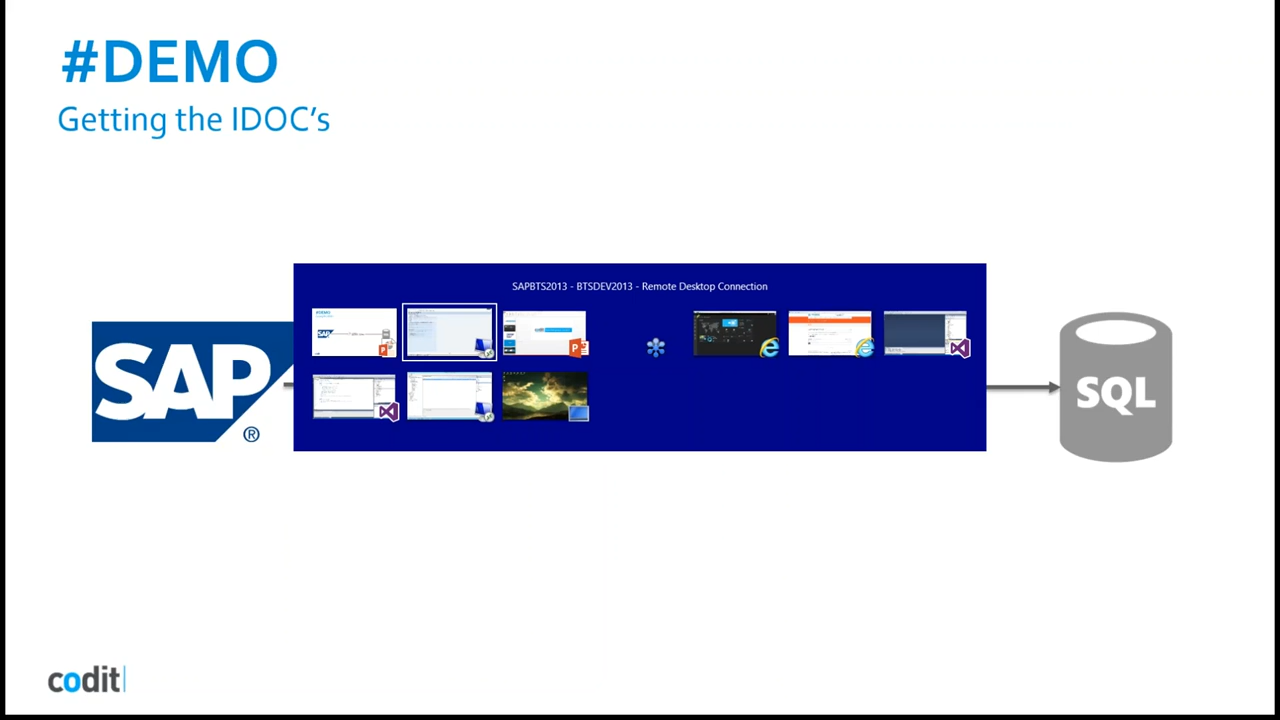 #DEMO
Getting the IDOC's
SAPBTS2013 - BTSDEV2013 - Remote Desktop Connection
SAP
®
SQL
codit